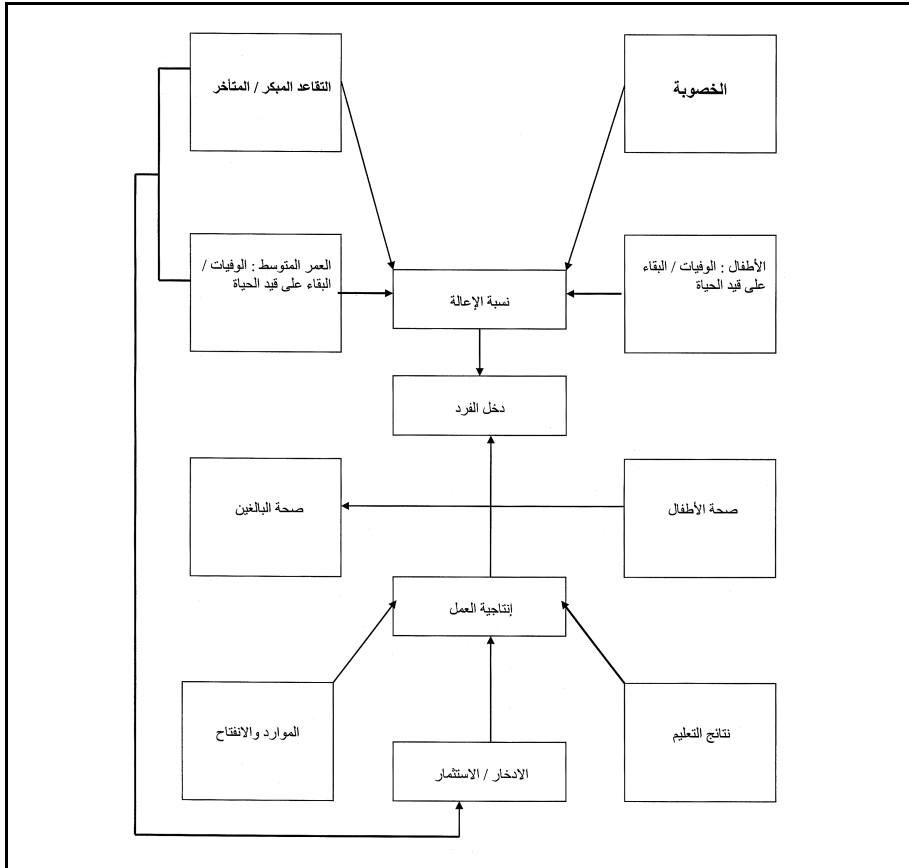 الخصوبة
التقاعد المبكر / المتأخر
الأطفال : الوفيات / البقاء
على قيد الحياة
العمر المتوسط : الوفيات /
البقاء على قيد الحياة
نسبة الإعالة
دخل الفرد
صحة الأطفال
صحة البالغين
إنتاجية العمل
نتائج التعليم
الموارد والانفتاح
الادخار / الاستثمار